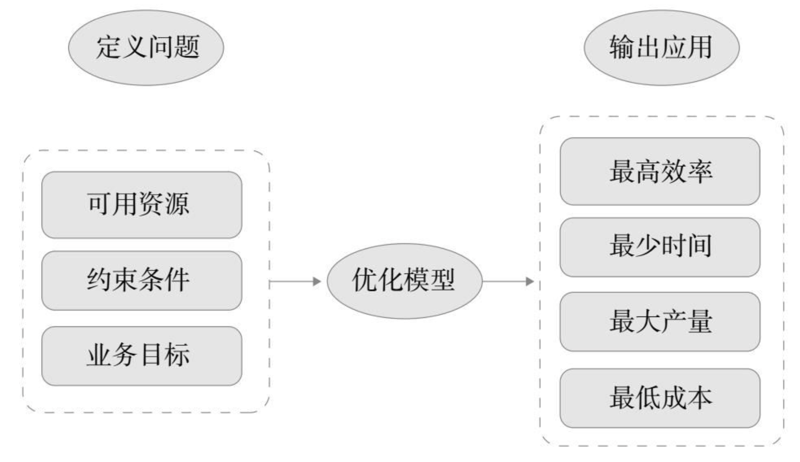 定义问题
输出应用
可用资源
约束条件
业务目标
优化模型
最高效率
最少时间
最大产量
最低成本